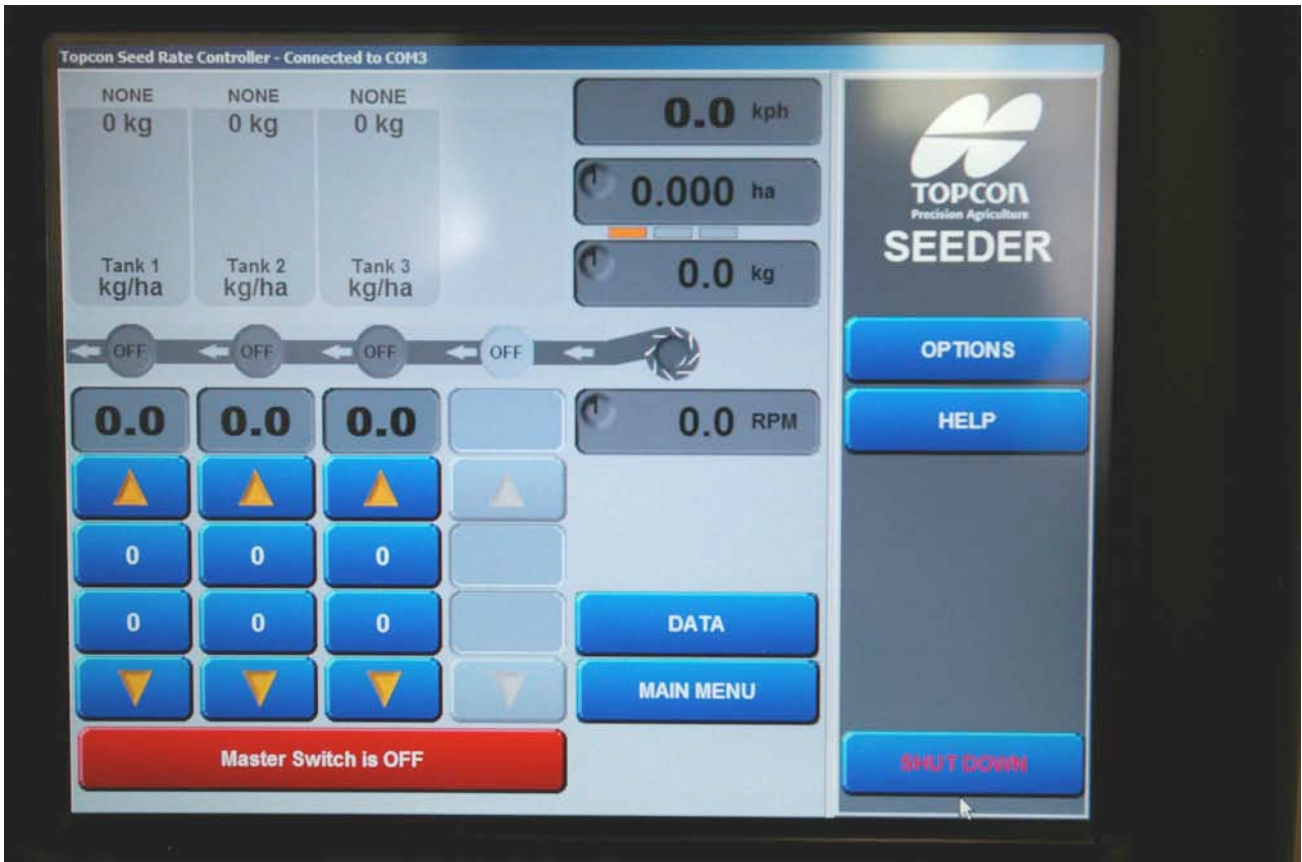 Topcon Seed Rate Controller - Connected to COM3
NONE NONE NONE
0 kg 0 kg 0 kg
Tank 1 Tank 2 Tank 3
kg/ha kg/ha kg/ha
OFF OFF OFF OFF
0.0 0.0 0.0
0 0 0
0 0 0
Master Switch is OFF
0.0 kph
0.000 ha
0.0 kg
0.0 RPM
DATA
MAIN MENU
TOPCON
Precision Agriculture
SEEDER
OPTIONS
HELP
SHUT DOWN